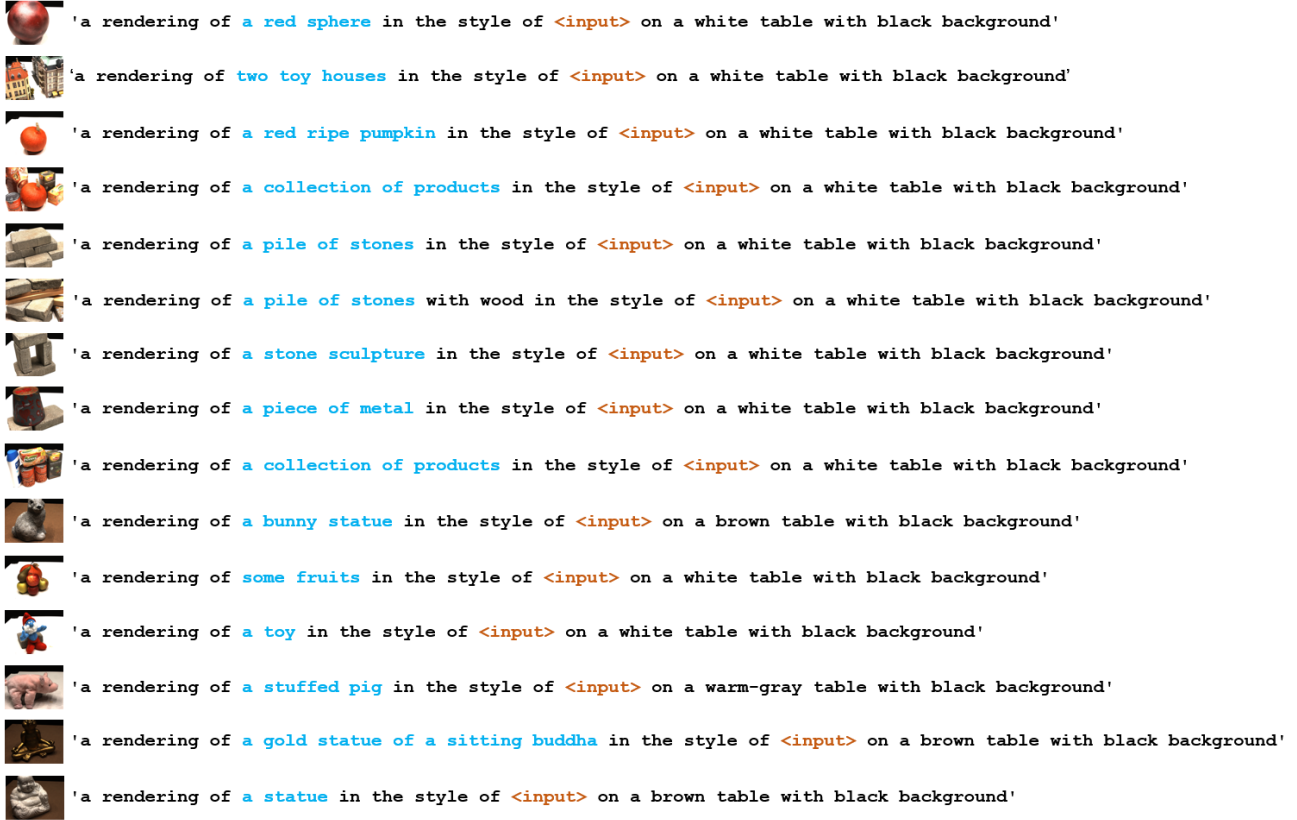 'a rendering of a red sphere in the style of <input> on a white table with black background'
‘a rendering of two toy houses in the style of <input> on a white table with black background’
'a rendering of a red ripe pumpkin in the style of <input> on a white table with black background'
'a rendering of a collection of products in the style of <input> on a white table with black background'
'a rendering of a pile of stones in the style of <input> on a white table with black background'
'a rendering of a pile of stones with wood in the style of <input> on a white table with black background'
'a rendering of a stone sculpture in the style of <input> on a white table with black background'
'a rendering of a piece of metal in the style of <input> on a white table with black background'
'a rendering of a collection of products in the style of <input> on a white table with black background'
'a rendering of a bunny statue in the style of <input> on a brown table with black background'
'a rendering of some fruits in the style of <input> on a white table with black background'
'a rendering of a toy in the style of <input> on a white table with black background'
'a rendering of a stuffed pig in the style of <input> on a warm-gray table with black background'
'a rendering of a gold statue of a sitting buddha in the style of <input> on a brown table with black background'
'a rendering of a statue in the style of <input> on a brown table with black background'